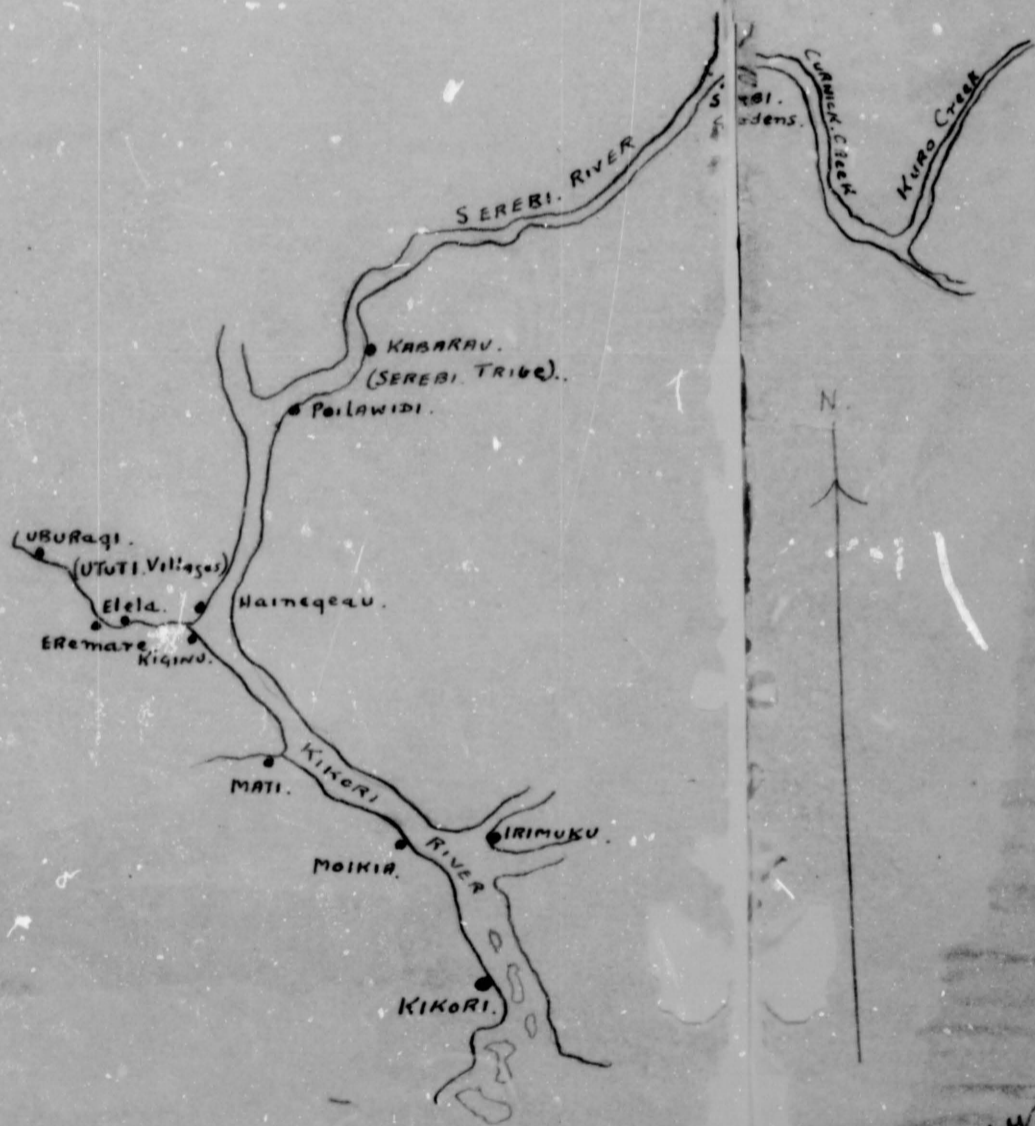 CURNICK. Creek
KURO Creek
SEREBI. RIVER
KABARAU.
(SEREBI. TRIBE).
POILAWIDI.
N.
UBURAGI.
(UTUTI. Villages)
Elela.
Hainegeau.
EREMARE.
KIGINU.
KIKORI
RIVER
MATI.
IRIMUKU.
MOIKIA.
KIKORI.